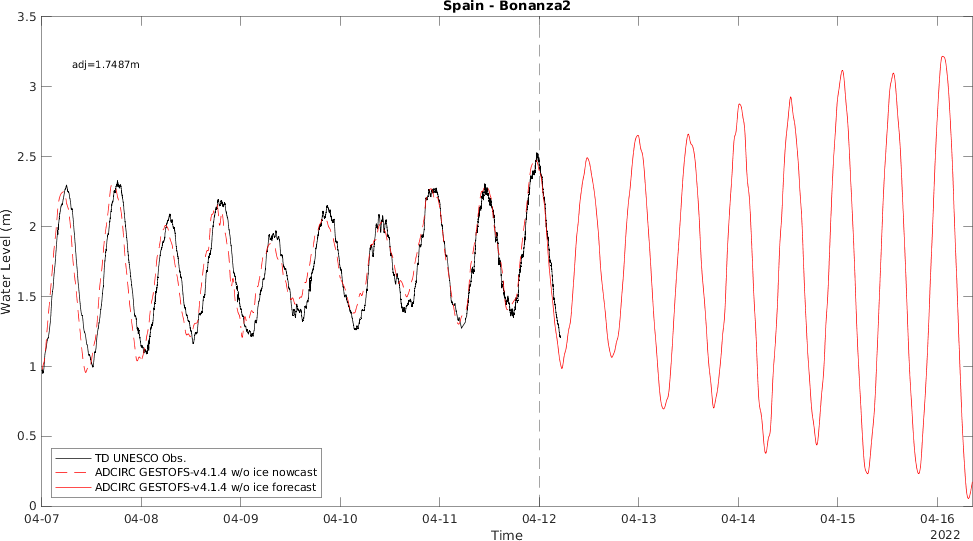 Spain - Bonanza2
3.5
3
2.5
2
1.5
1
0.5
0
Water Level (m)
adj=1.7487m
TD UNESCO Obs.
ADCIRC GESTOFS-v4.1.4 w/o ice nowcast
ADCIRC GESTOFS-v4.1.4 w/o ice forecast
04-07 04-08 04-09 04-10 04-11 04-12 04-13 04-14 04-15 04-16
2022
Time